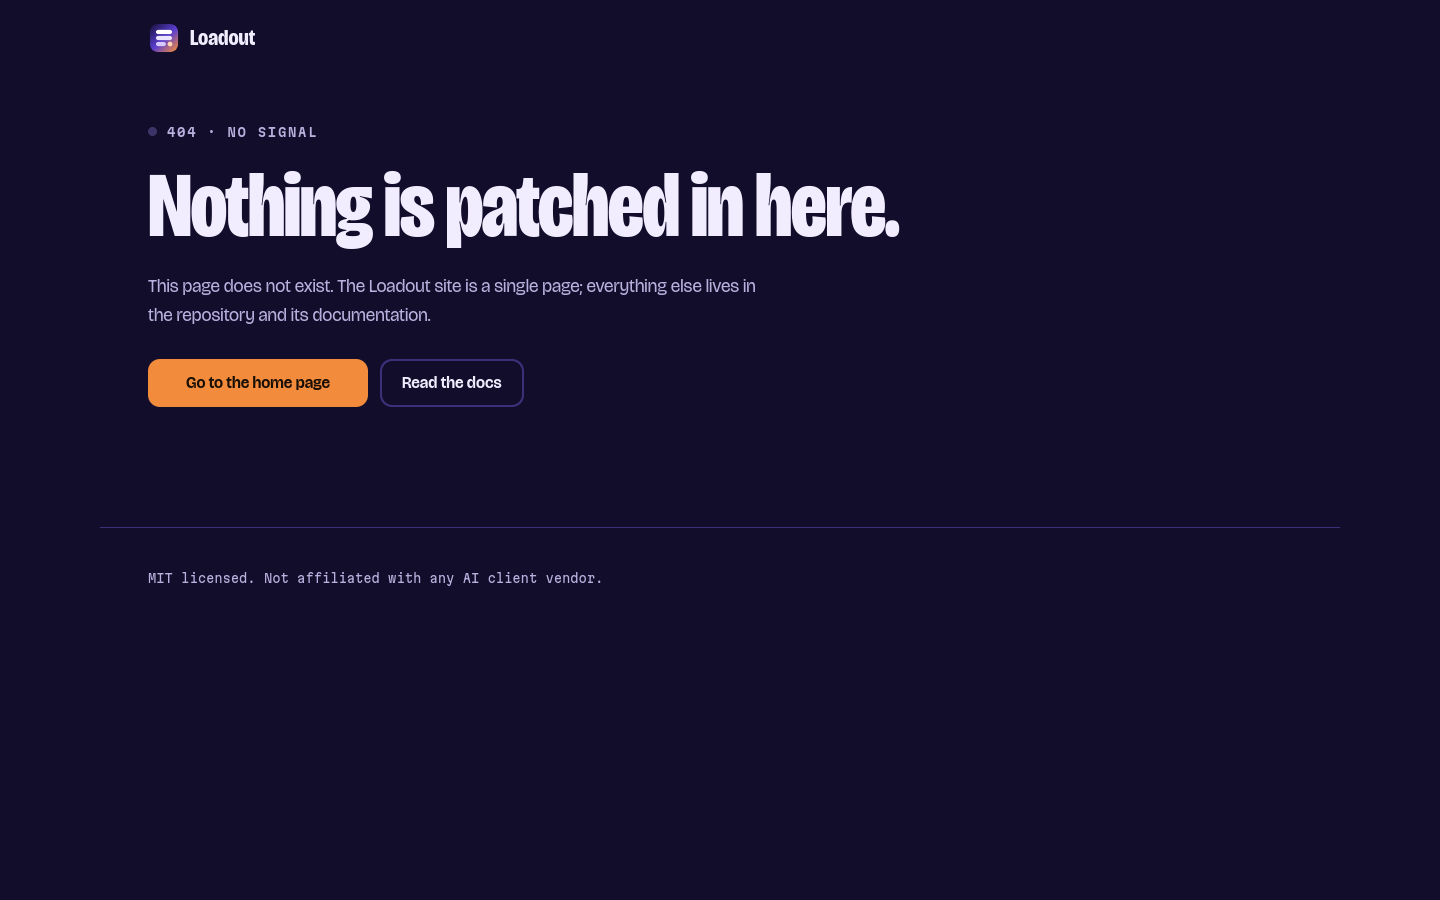 Loadout
404 · NO SIGNAL
Nothing is patched in here.
This page does not exist. The Loadout site is a single page; everything else lives in
the repository and its documentation.
Go to the home page
Read the docs
MIT licensed. Not affiliated with any AI client vendor.